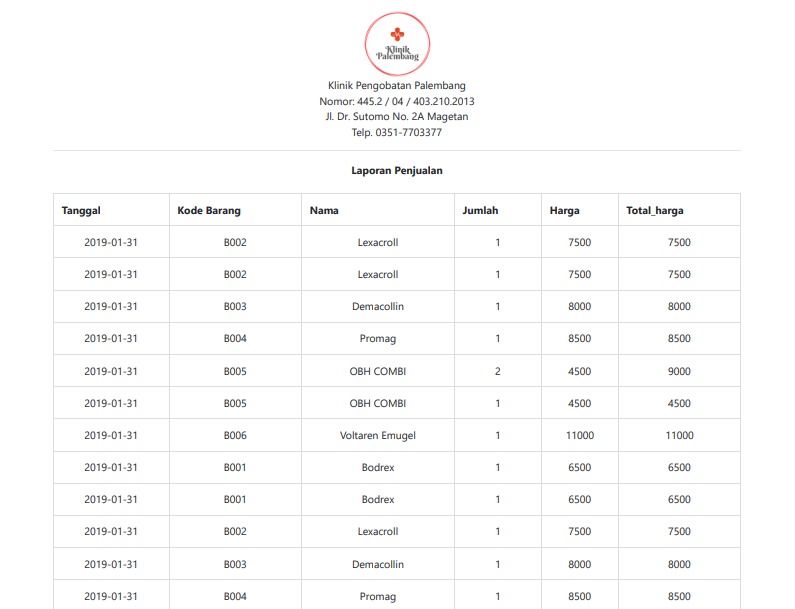 Klinik
Palembang
Klinik Pengobatan Palembang
Nomor: 445.2 / 04 / 403.210.2013
Jl. Dr. Sutomo No. 2A Magetan
Telp. 0351-7703377
Laporan Penjualan
Tanggal Kode Barang Nama Jumlah Harga Total_harga
2019-01-31 B002 Lexacroll 1 7500 7500
2019-01-31 B002 Lexacroll 1 7500 7500
2019-01-31 B003 Demacollin 1 8000 8000
2019-01-31 B004 Promag 1 8500 8500
2019-01-31 B005 OBH COMBI 2 4500 9000
2019-01-31 B005 OBH COMBI 1 4500 4500
2019-01-31 B006 Voltaren Emugel 1 11000 11000
2019-01-31 B001 Bodrex 1 6500 6500
2019-01-31 B001 Bodrex 1 6500 6500
2019-01-31 B002 Lexacroll 1 7500 7500
2019-01-31 B003 Demacollin 1 8000 8000
2019-01-31 B004 Promag 1 8500 8500